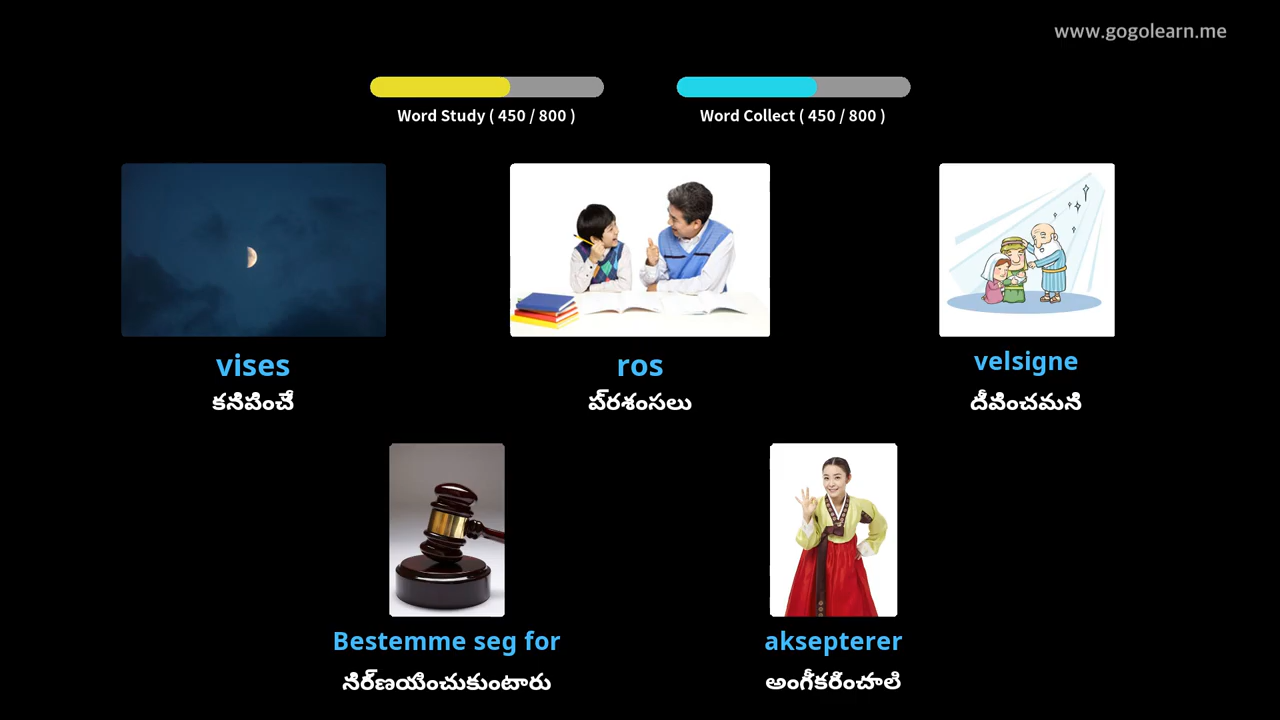 www.gogolearn.me
Word Study ( 450 / 800 )
Word Collect ( 450 / 800 )
vises
కనిపించే
ros
ప్రశంసలు
velsigne
దీవించమని
Bestemme seg for
నిర్ణయించుకుంటారు
aksepterer
అంగీకరించాలి